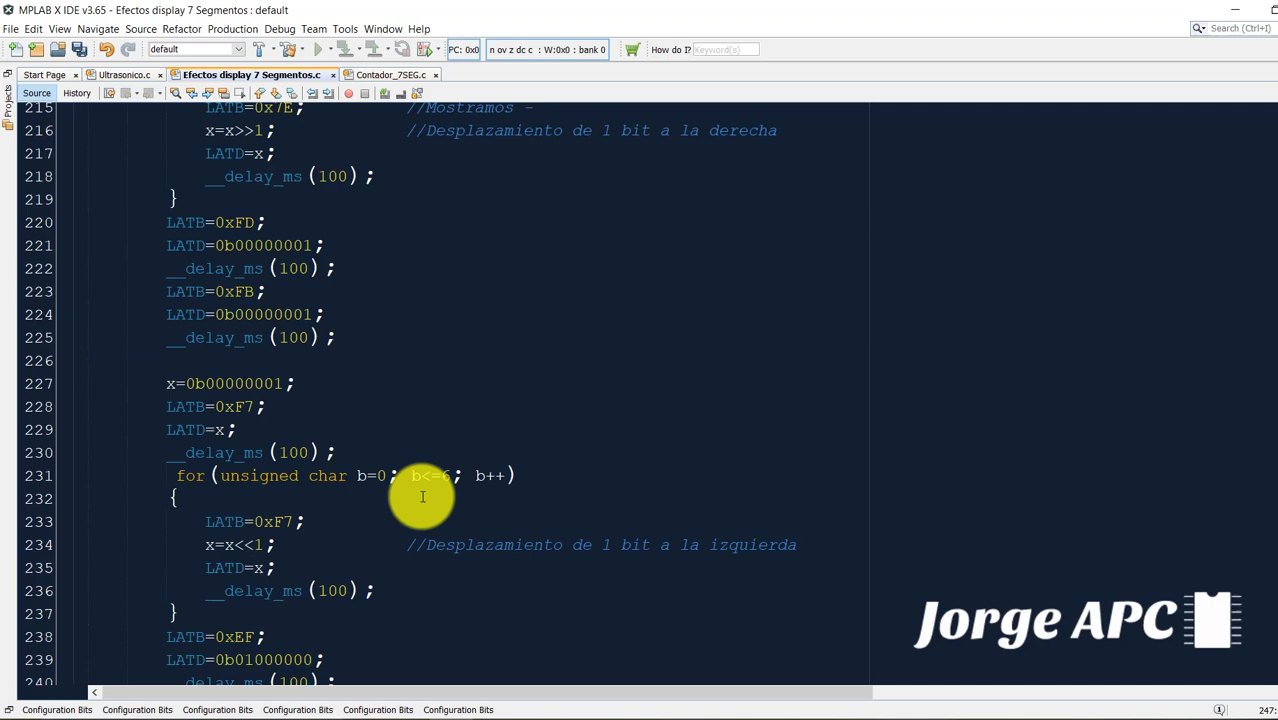 MPLAB X IDE v3.65 - Efectos display 7 Segmentos : default
File Edit View Navigate Source Refactor Production Debug Team Tools Window Help
Search (Ctrl+I)
default
PC: 0x0
n ov z dc c : W:0x0 : bank 0
How do I? (Keyword(s)
Start Page
Ultrasonico.c
Efectos display 7 Segmentos.c
Contador_7SEG.c
Projects
Source
History
215 LATB=0x7E; //Mostramos -
216 x=x>>1; //Desplazamiento de 1 bit a la derecha
217 LATD=x;
218 __delay_ms(100);
219 }
220 LATB=0xFD;
221 LATD=0b00000001;
222 __delay_ms(100);
223 LATB=0xFB;
224 LATD=0b00000001;
225 __delay_ms(100);
226
227 x=0b00000001;
228 LATB=0xF7;
229 LATD=x;
230 __delay_ms(100);
231 for(unsigned char b=0; b<=6; b++)
232 {
233 LATB=0xF7;
234 x=x<<1; //Desplazamiento de 1 bit a la izquierda
235 LATD=x;
236 __delay_ms(100);
237 }
238 LATB=0xEF;
239 LATD=0b01000000;
240 __delay_ms(100);
Jorge APC
Configuration Bits Configuration Bits Configuration Bits Configuration Bits Configuration Bits Configuration Bits
247: